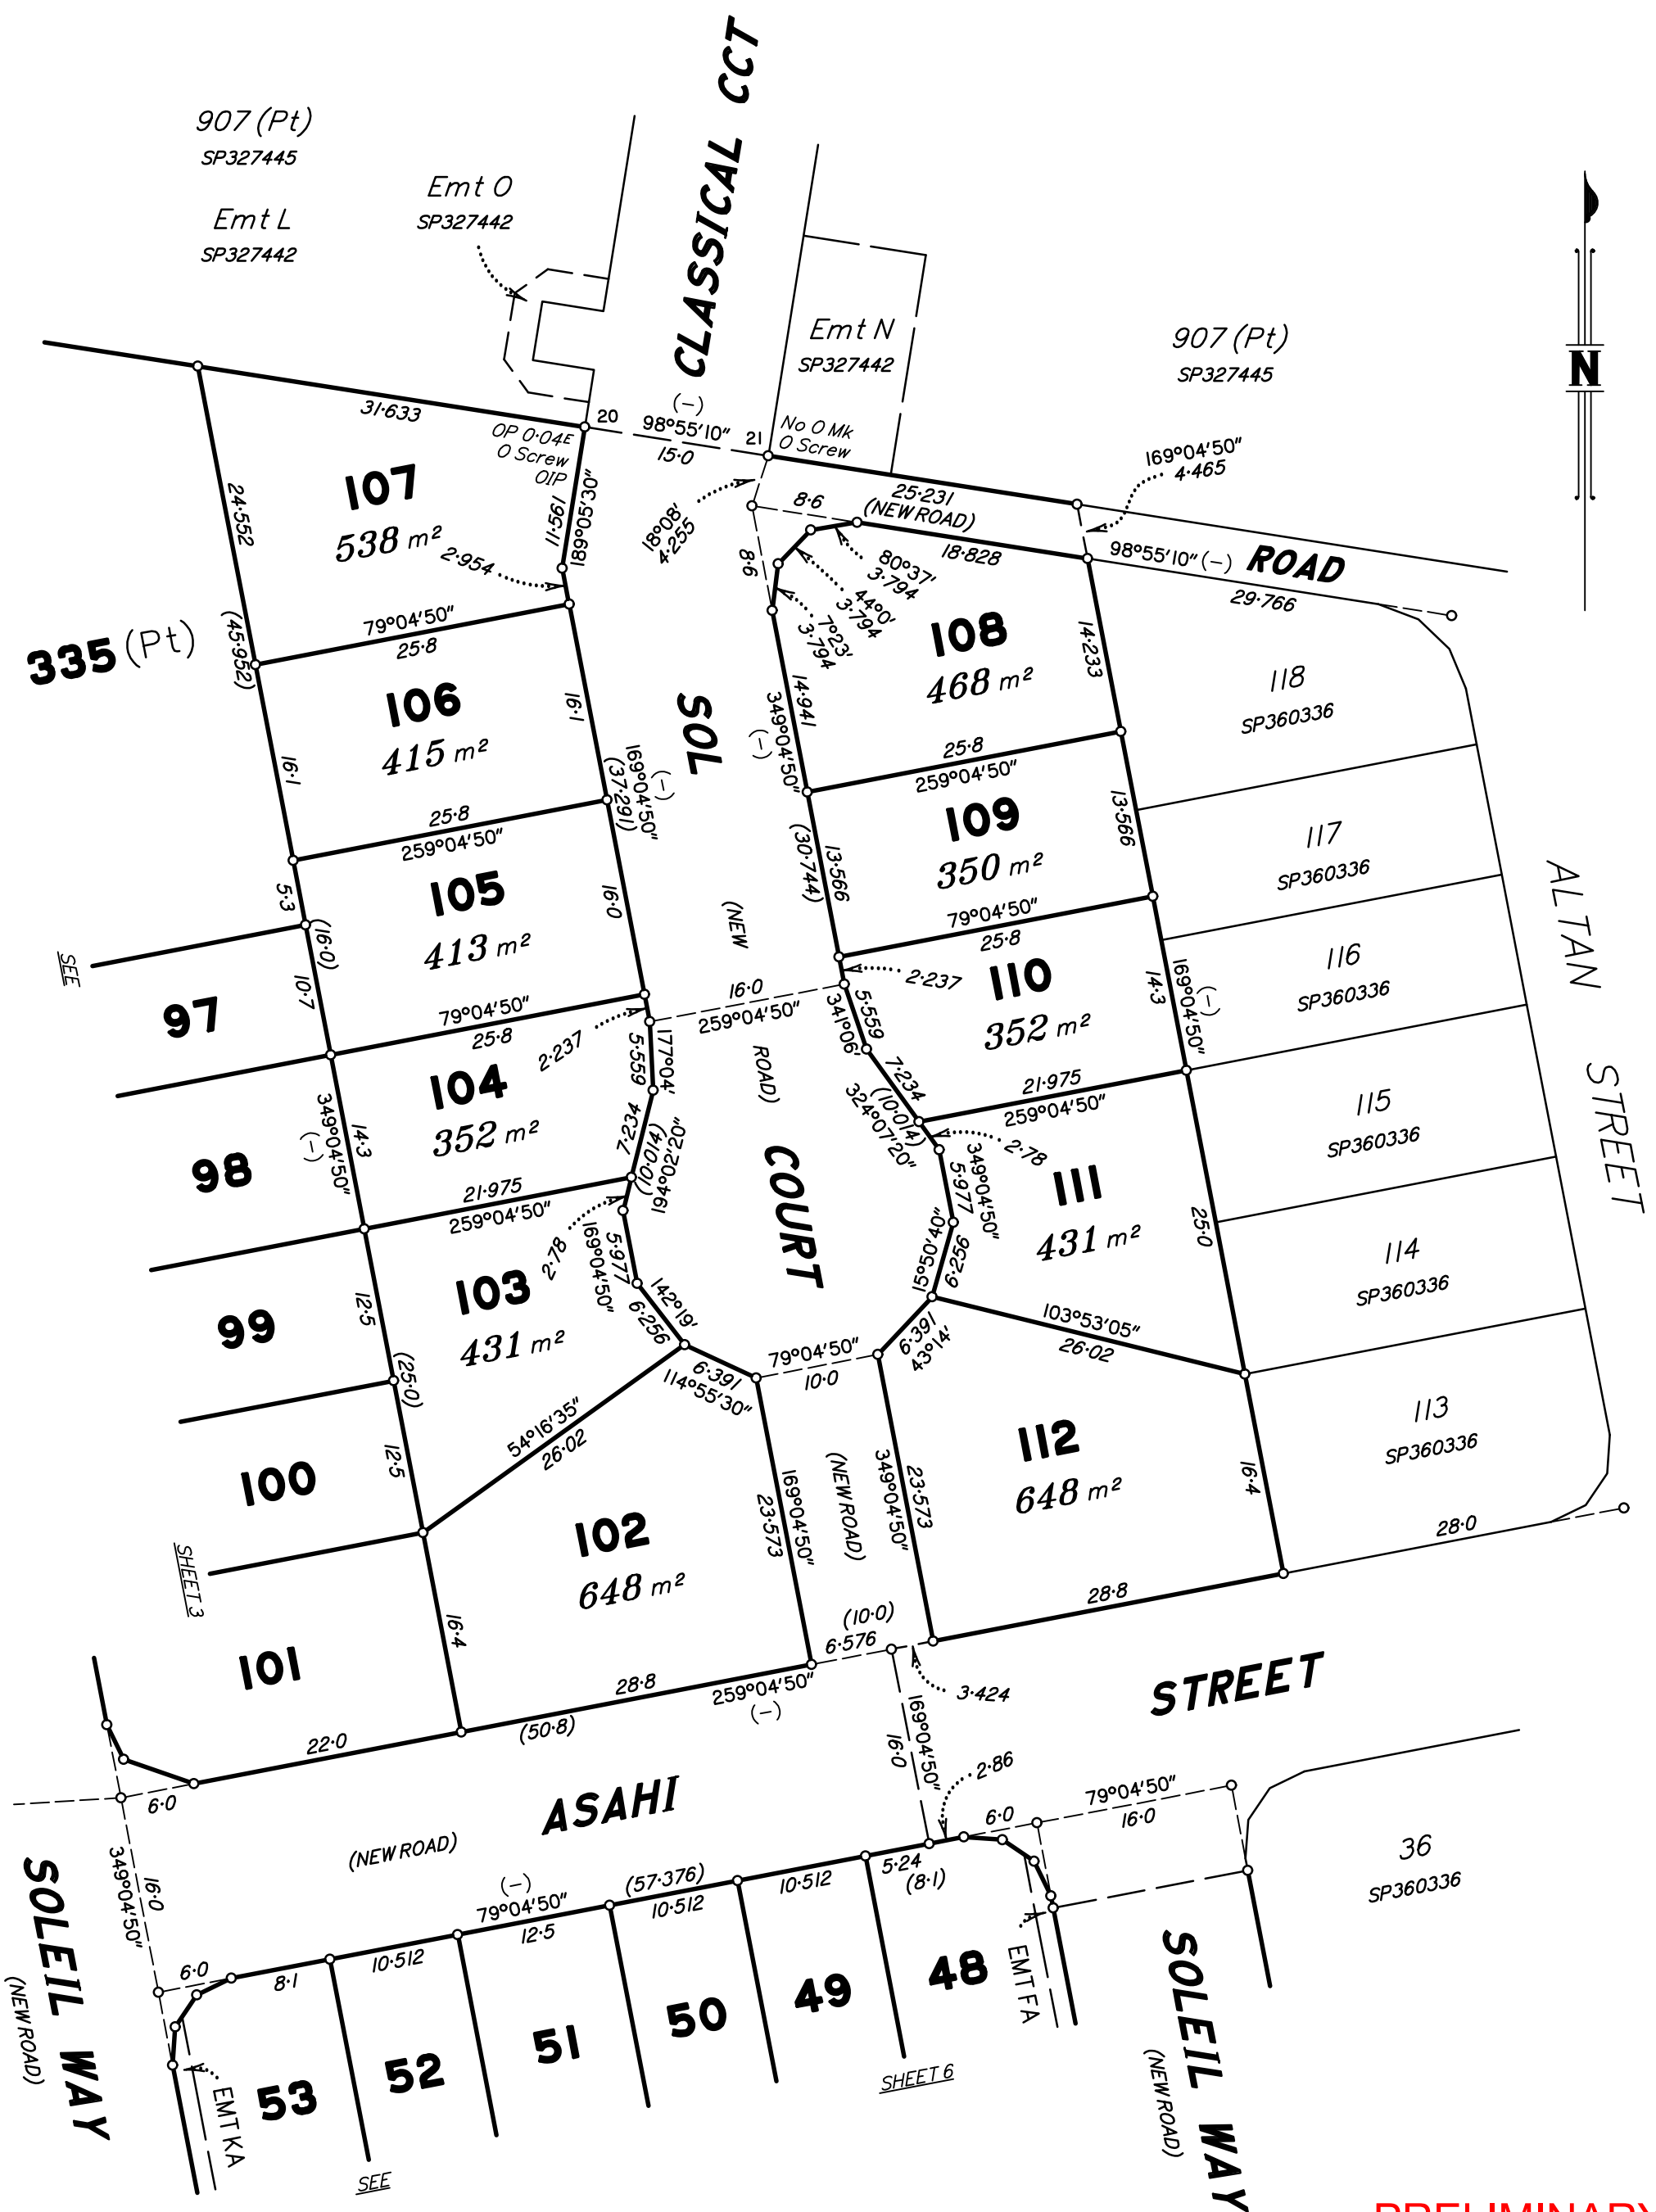 907 (Pt)
SP327445
Emt L
SP327442
Emt O
SP327442
CLASSICAL CCT
(-)
Emt N
SP327442
907 (Pt)
SP327445
N
31·633
OP 0·04E
O Screw
OIP
20
98°55'10"
15·0
21
No O Mk
O Screw
169°04'50"
4·465
25·231
(NEW ROAD)
8·6
18°08'
4·255
8·6
18·828
98°55'10" (-)
ROAD
29·766
80°37'
3·794
44°0'
3·794
7°23'
3·794
107
538 m²
24·552
11·561
189°05'30"
2·954
(45·952)
335 (Pt)
79°04'50"
25·8
106
415 m²
16·1
16·1
169°04'50"
(-)
(37·291)
SOL
108
468 m²
14·941
349°04'50"
(-)
14·233
118
SP360336
25·8
259°04'50"
25·8
259°04'50"
109
350 m²
(30·744)
13·566
13·566
117
SP360336
105
413 m²
5·3
(16·0)
10·7
16·0
(NEW
ROAD)
SEE
97
79°04'50"
25·8
79°04'50"
25·8
2·237
2·237
16·0
259°04'50"
110
352 m²
14·3
169°04'50"
(-)
116
SP360336
ALTAN
STREET
104
352 m²
5·559
177°04'
7·234
(10·014)
194°02'20"
349°04'50"
(-)
14·3
98
5·559
341°06'
7·234
(10·014)
324°07'20"
21·975
259°04'50"
21·975
259°04'50"
2·78
2·78
115
SP360336
COURT
103
431 m²
169°04'50"
5·977
142°19'
6·256
12·5
99
(25·0)
12·5
100
349°04'50"
5·977
15°50'40"
6·256
111
431 m²
25·0
114
SP360336
103°53'05"
26·02
6·391
43°14'
79°04'50"
10·0
6·391
114°55'30"
54°16'35"
26·02
112
648 m²
16·4
113
SP360336
28·0
102
648 m²
169°04'50"
23·573
(NEW ROAD)
349°04'50"
23·573
SHEET 3
101
16·4
28·8
(10·0)
6·576
28·8
259°04'50"
(-)
3·424
22·0
(50·8)
6·0
STREET
169°04'50"
16·0
2·86
6·0
79°04'50"
16·0
36
SP360336
ASAHI
(NEW ROAD)
349°04'50"
16·0
SOLEIL WAY
(NEW ROAD)
6·0
8·1
10·512
(-)
79°04'50"
12·5
(57·376)
10·512
10·512
5·24
(8·1)
EMT KA
53
52
51
50
49
48
EMT FA
SOLEIL WAY
(NEW ROAD)
SHEET 6
SEE
PRELIMINARY